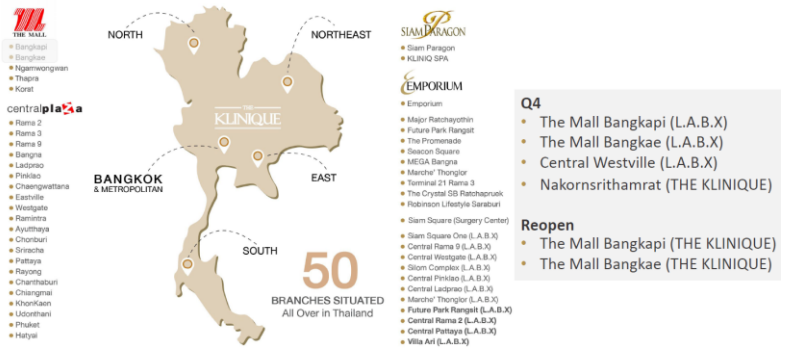 THE MALL
Bangkapi
Bangkae
Ngamwongwan
Thapra
Korat
centralplaza
Rama 2
Rama 3
Rama 9
Bangna
Ladprao
Pinklao
Chaengwattana
Eastville
Westgate
Ramintra
Ayutthaya
Chonburi
Sriracha
Pattaya
Rayong
Chanthaburi
Chiangmai
KhonKaen
Udonthani
Phuket
Hatyai
NORTH
NORTHEAST
THE
KLINIQUE
BANGKOK
& METROPOLITAN
EAST
SOUTH
50
BRANCHES SITUATED
All Over in Thailand
SIAM PARAGON
Siam Paragon
KLINIQ SPA
EMPORIUM
Emporium
Major Ratchayothin
Future Park Rangsit
The Promenade
Seacon Square
MEGA Bangna
Marche' Thonglor
Terminal 21 Rama 3
The Crystal SB Ratchapruek
Robinson Lifestyle Saraburi
Siam Square (Surgery Center)
Siam Square One (L.A.B.X)
Central Rama 9 (L.A.B.X)
Central Westgate (L.A.B.X)
Silom Complex (L.A.B.X)
Central Pinklao (L.A.B.X)
Central Ladprao (L.A.B.X)
Marche' Thonglor (L.A.B.X)
Future Park Rangsit (L.A.B.X)
Central Rama 2 (L.A.B.X)
Central Pattaya (L.A.B.X)
Villa Ari (L.A.B.X)
Q4
The Mall Bangkapi (L.A.B.X)
The Mall Bangkae (L.A.B.X)
Central Westville (L.A.B.X)
Nakornsrithamrat (THE KLINIQUE)
Reopen
The Mall Bangkapi (THE KLINIQUE)
The Mall Bangkae (THE KLINIQUE)